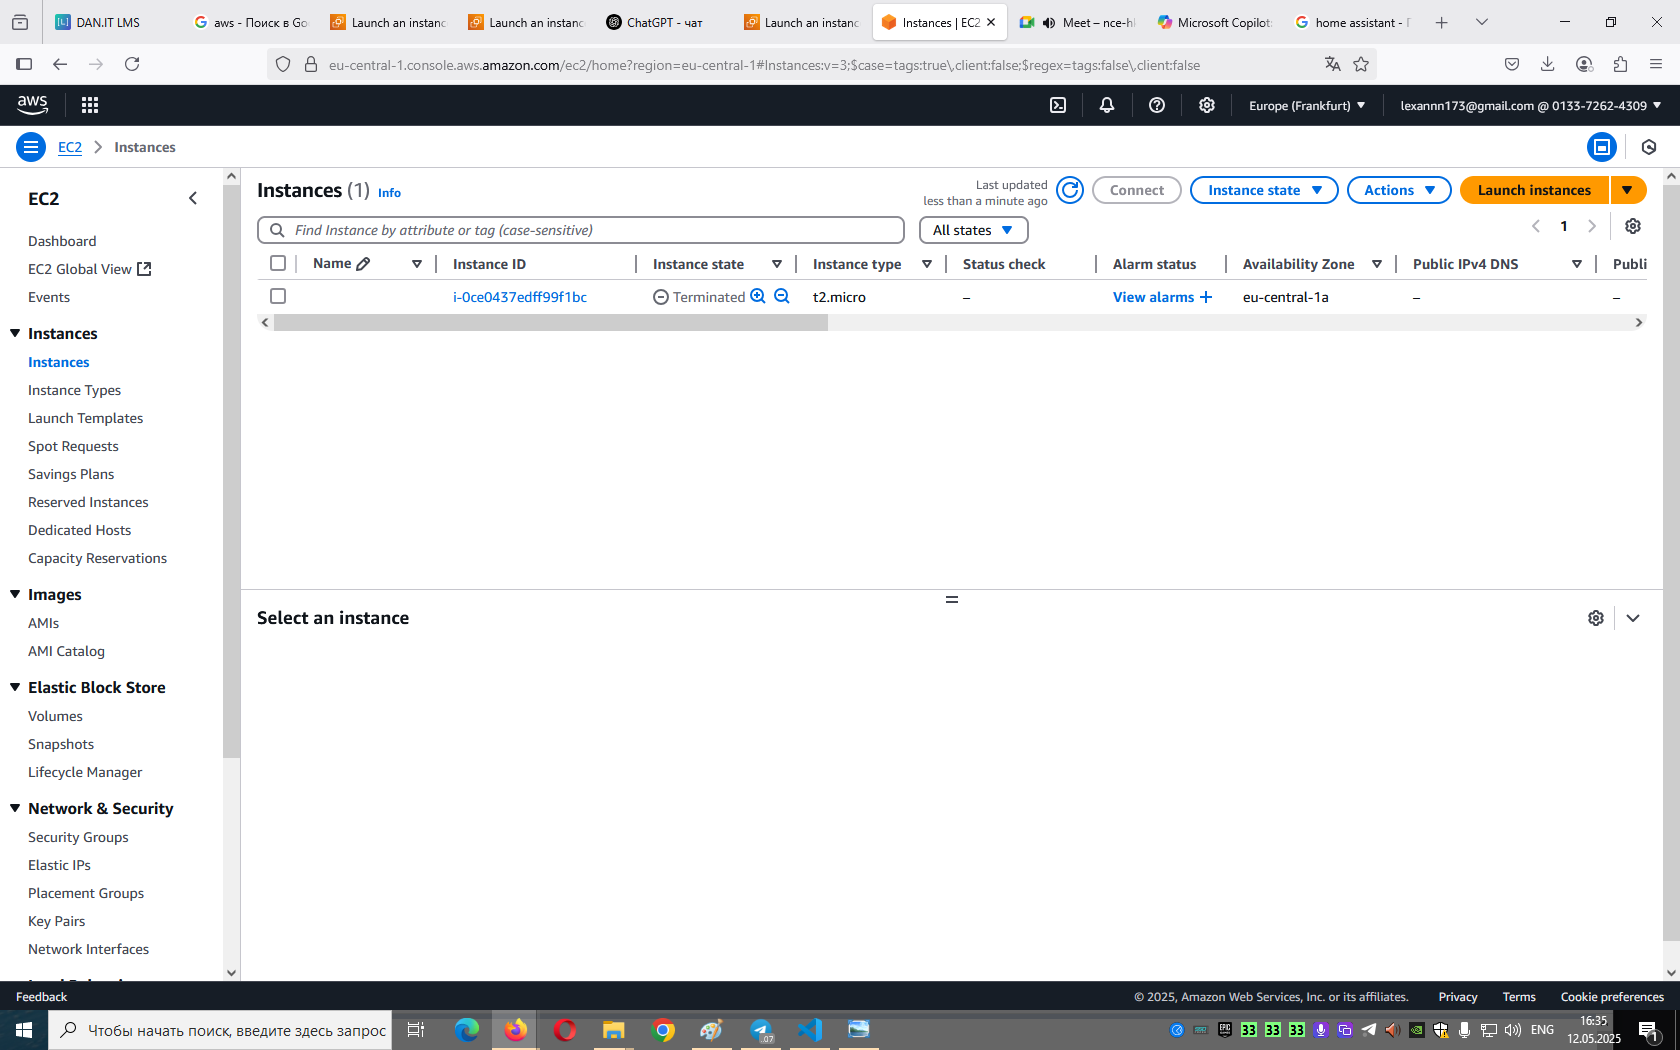 DAN.IT LMS
aws - Поиск в Go
Launch an instanc
Launch an instanc
ChatGPT - чат
Launch an instanc
Instances | EC2
Meet – nce-hl
Microsoft Copilot:
home assistant - П
eu-central-1.console.aws.amazon.com/ec2/home?region=eu-central-1#Instances:v=3;$case=tags:true\,client:false;$regex=tags:false\,client:false
aws
Europe (Frankfurt)
lexannn173@gmail.com @ 0133-7262-4309
EC2
Instances
EC2
Dashboard
EC2 Global View
Events
Instances
Instances
Instance Types
Launch Templates
Spot Requests
Savings Plans
Reserved Instances
Dedicated Hosts
Capacity Reservations
Images
AMIs
AMI Catalog
Elastic Block Store
Volumes
Snapshots
Lifecycle Manager
Network & Security
Security Groups
Elastic IPs
Placement Groups
Key Pairs
Network Interfaces
Instances (1) Info
Last updated
less than a minute ago
Connect
Instance state
Actions
Launch instances
Find Instance by attribute or tag (case-sensitive)
All states
1
Name
Instance ID
Instance state
Instance type
Status check
Alarm status
Availability Zone
Public IPv4 DNS
Publi
i-0ce0437edff99f1bc
Terminated
t2.micro
–
View alarms +
eu-central-1a
–
–
Select an instance
Feedback
© 2025, Amazon Web Services, Inc. or its affiliates.
Privacy
Terms
Cookie preferences
Чтобы начать поиск, введите здесь запрос
.07
EPIC
33
33
33
ENG
16:35
12.05.2025
1